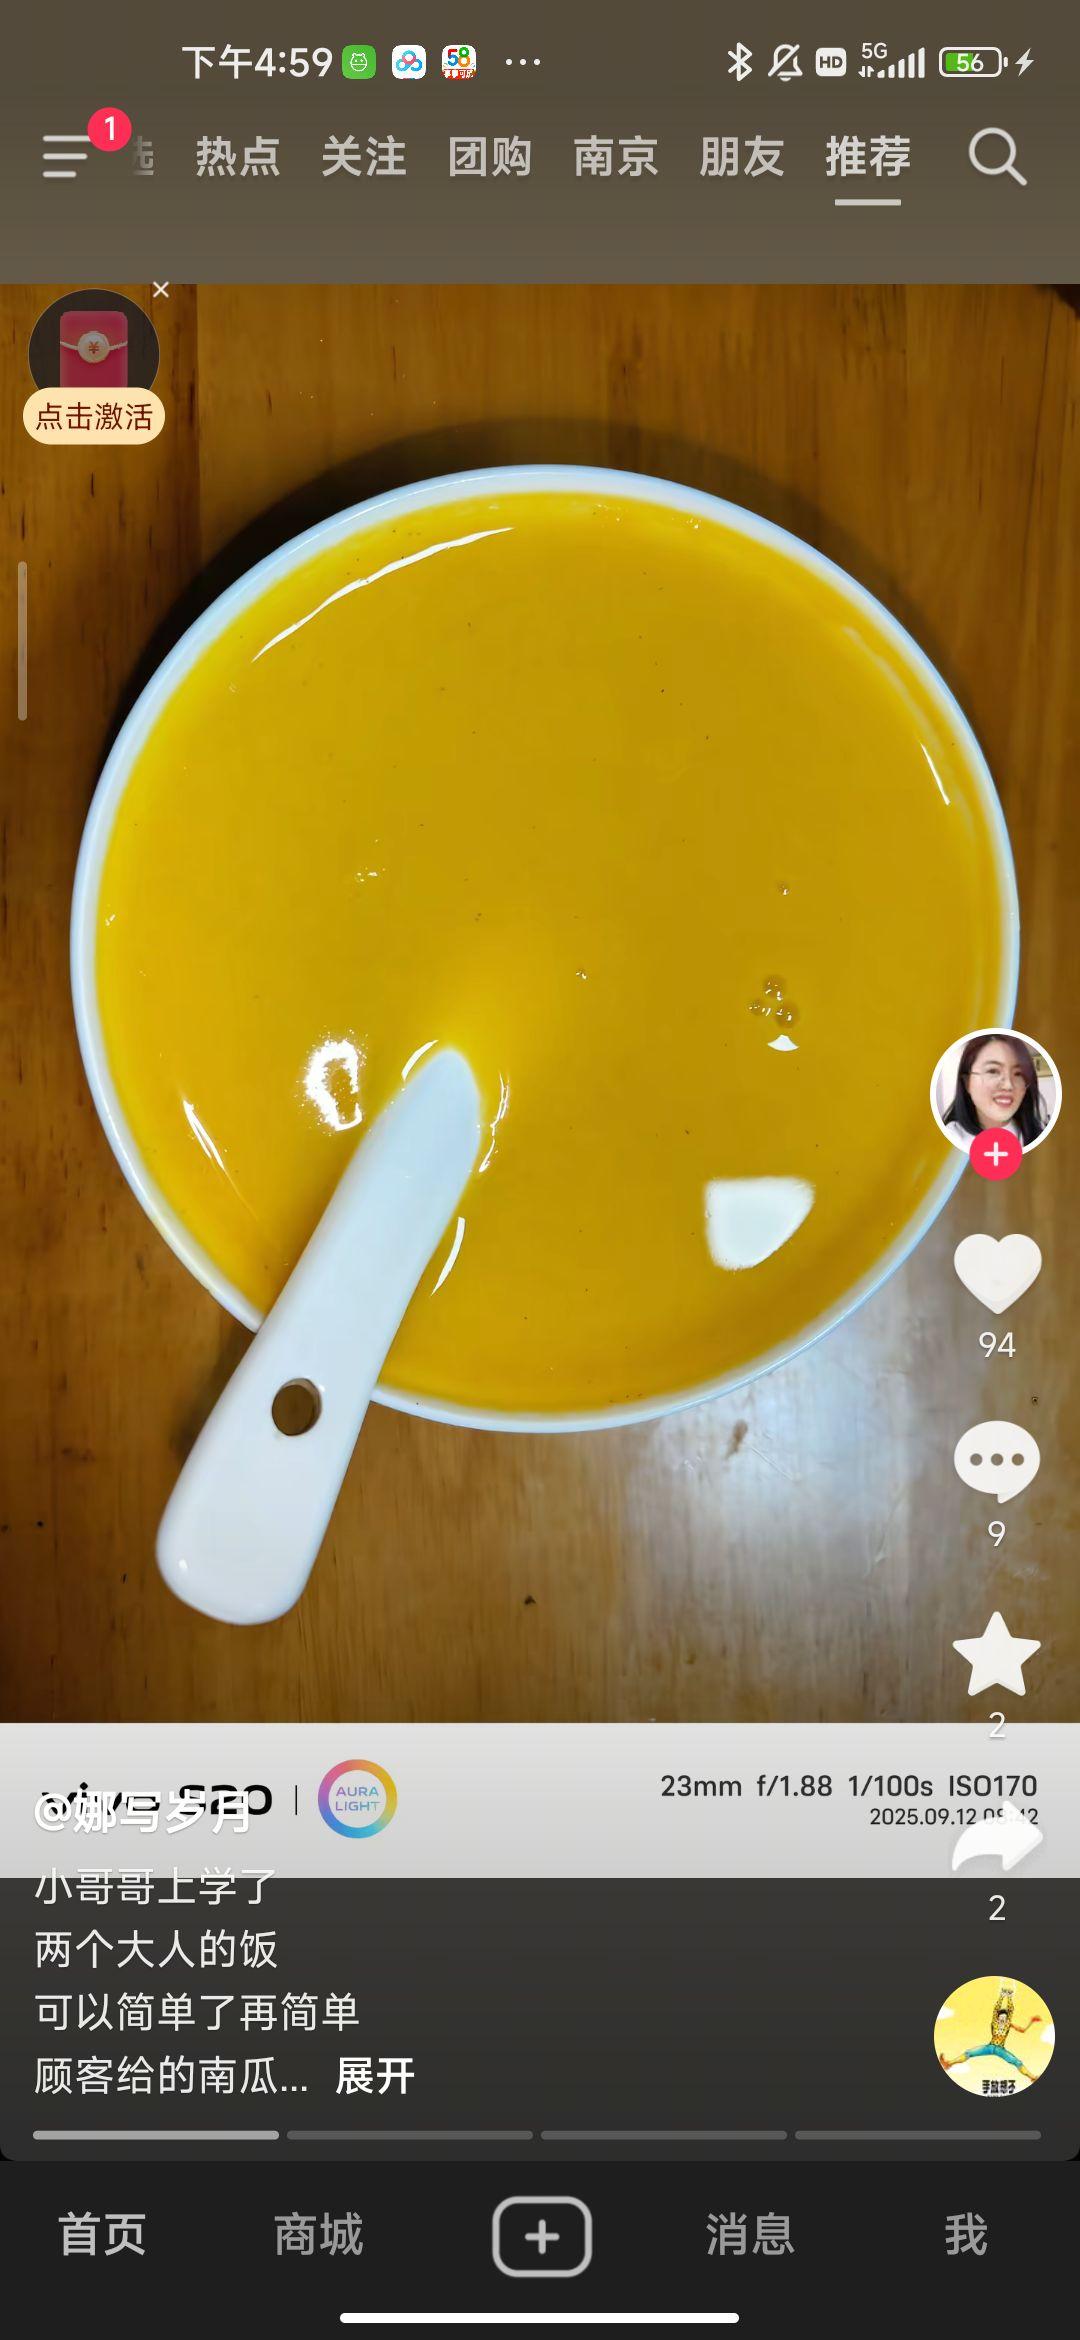 下午4:59
58
HD
5G
56
1
选 热点 关注 团购 南京 朋友 推荐
¥
点击激活
94
9
2
AURA
LIGHT
23mm f/1.88 1/100s ISO170
2025.09.12 08:42
vivo S20
@娜写岁月
小哥哥上学了
2
两个大人的饭
可以简单了再简单
顾客给的南瓜... 展开
首页 商城 消息 我